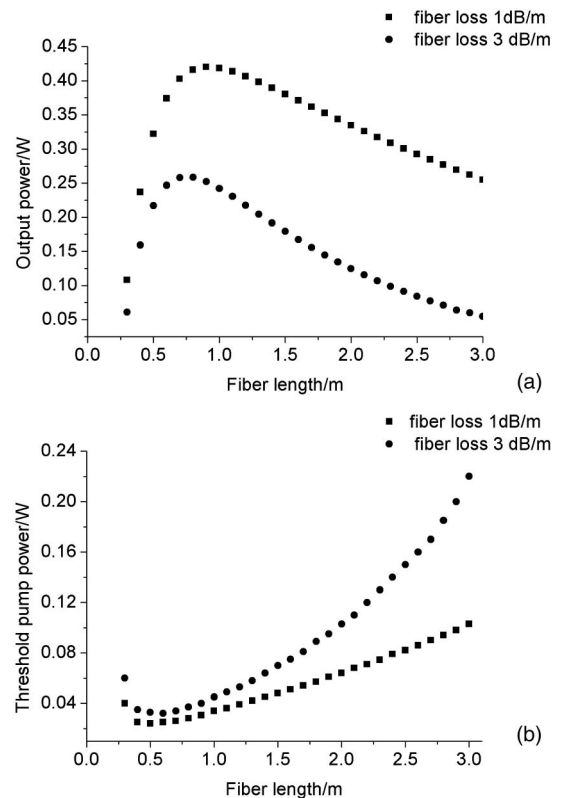 fiber loss 1dB/m
fiber loss 3 dB/m
0.45
0.40
0.35
0.30
0.25
0.20
0.15
0.10
0.05
Output power/W
0.0 0.5 1.0 1.5 2.0 2.5 3.0
Fiber length/m
(a)
fiber loss 1dB/m
fiber loss 3 dB/m
0.24
0.20
0.16
0.12
0.08
0.04
Threshold pump power/W
0.0 0.5 1.0 1.5 2.0 2.5 3.0
Fiber length/m
(b)